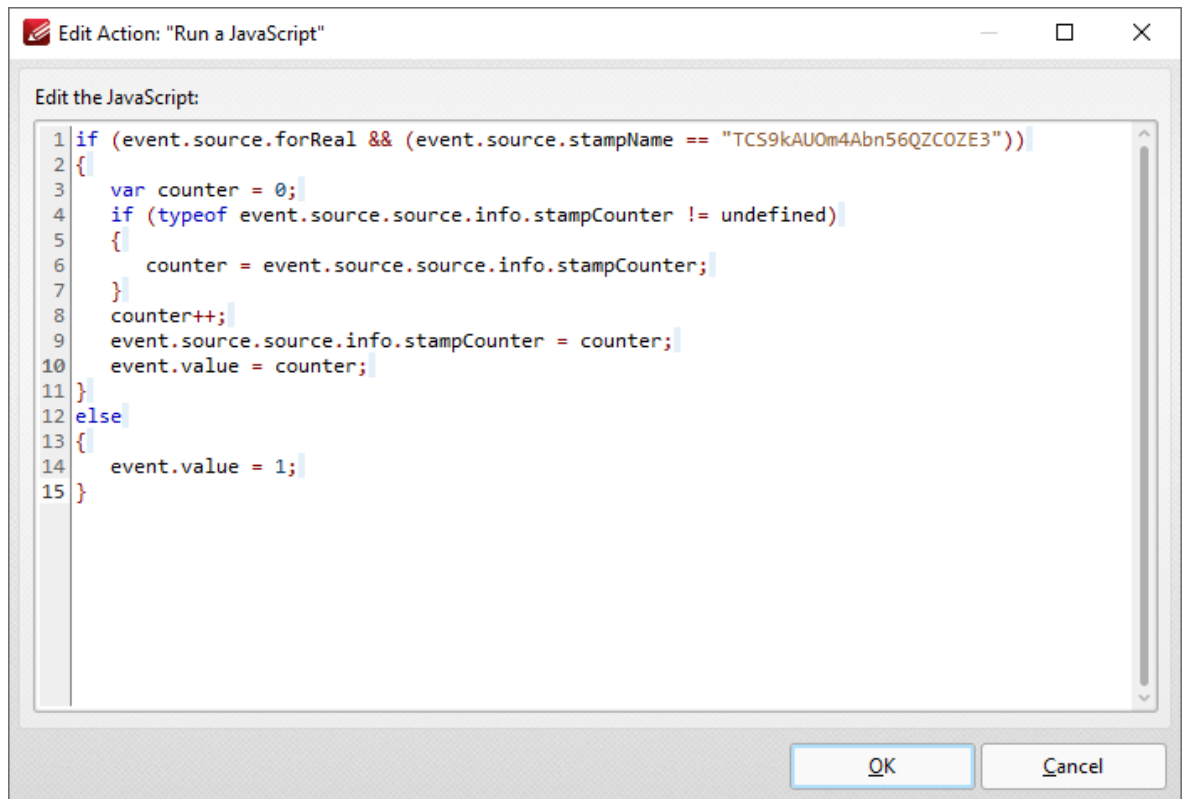 Edit Action: "Run a JavaScript"
Edit the JavaScript:
1 if (event.source.forReal && (event.source.stampName == "TCS9kAUOm4Abn56QZCOZE3"))
2 {
3    var counter = 0;
4    if (typeof event.source.source.info.stampCounter != undefined)
5    {
6       counter = event.source.source.info.stampCounter;
7    }
8    counter++;
9    event.source.source.info.stampCounter = counter;
10    event.value = counter;
11 }
12 else
13 {
14    event.value = 1;
15 }
OK Cancel